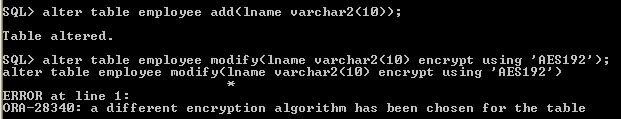 SQL> alter table employee add(lname varchar2(10));
Table altered.
SQL> alter table employee modify(lname varchar2(10) encrypt using 'AES192');
alter table employee modify(lname varchar2(10) encrypt using 'AES192')
*
ERROR at line 1:
ORA-28340: a different encryption algorithm has been chosen for the table